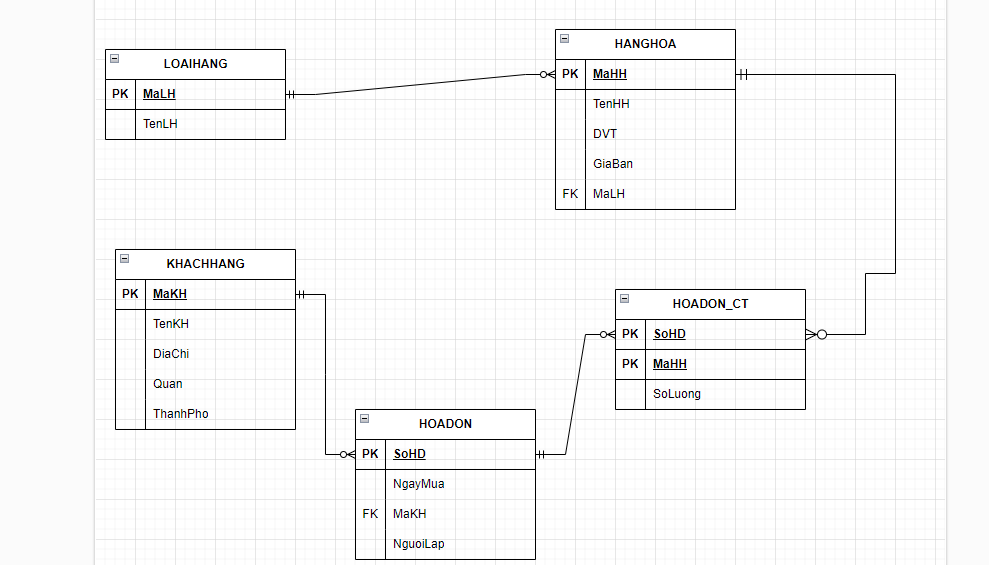 LOAIHANG
PK MaLH
TenLH
HANGHOA
PK MaHH
TenHH
DVT
GiaBan
FK MaLH
KHACHHANG
PK MaKH
TenKH
DiaChi
Quan
ThanhPho
HOADON_CT
PK SoHD
PK MaHH
SoLuong
HOADON
PK SoHD
NgayMua
FK MaKH
NguoiLap